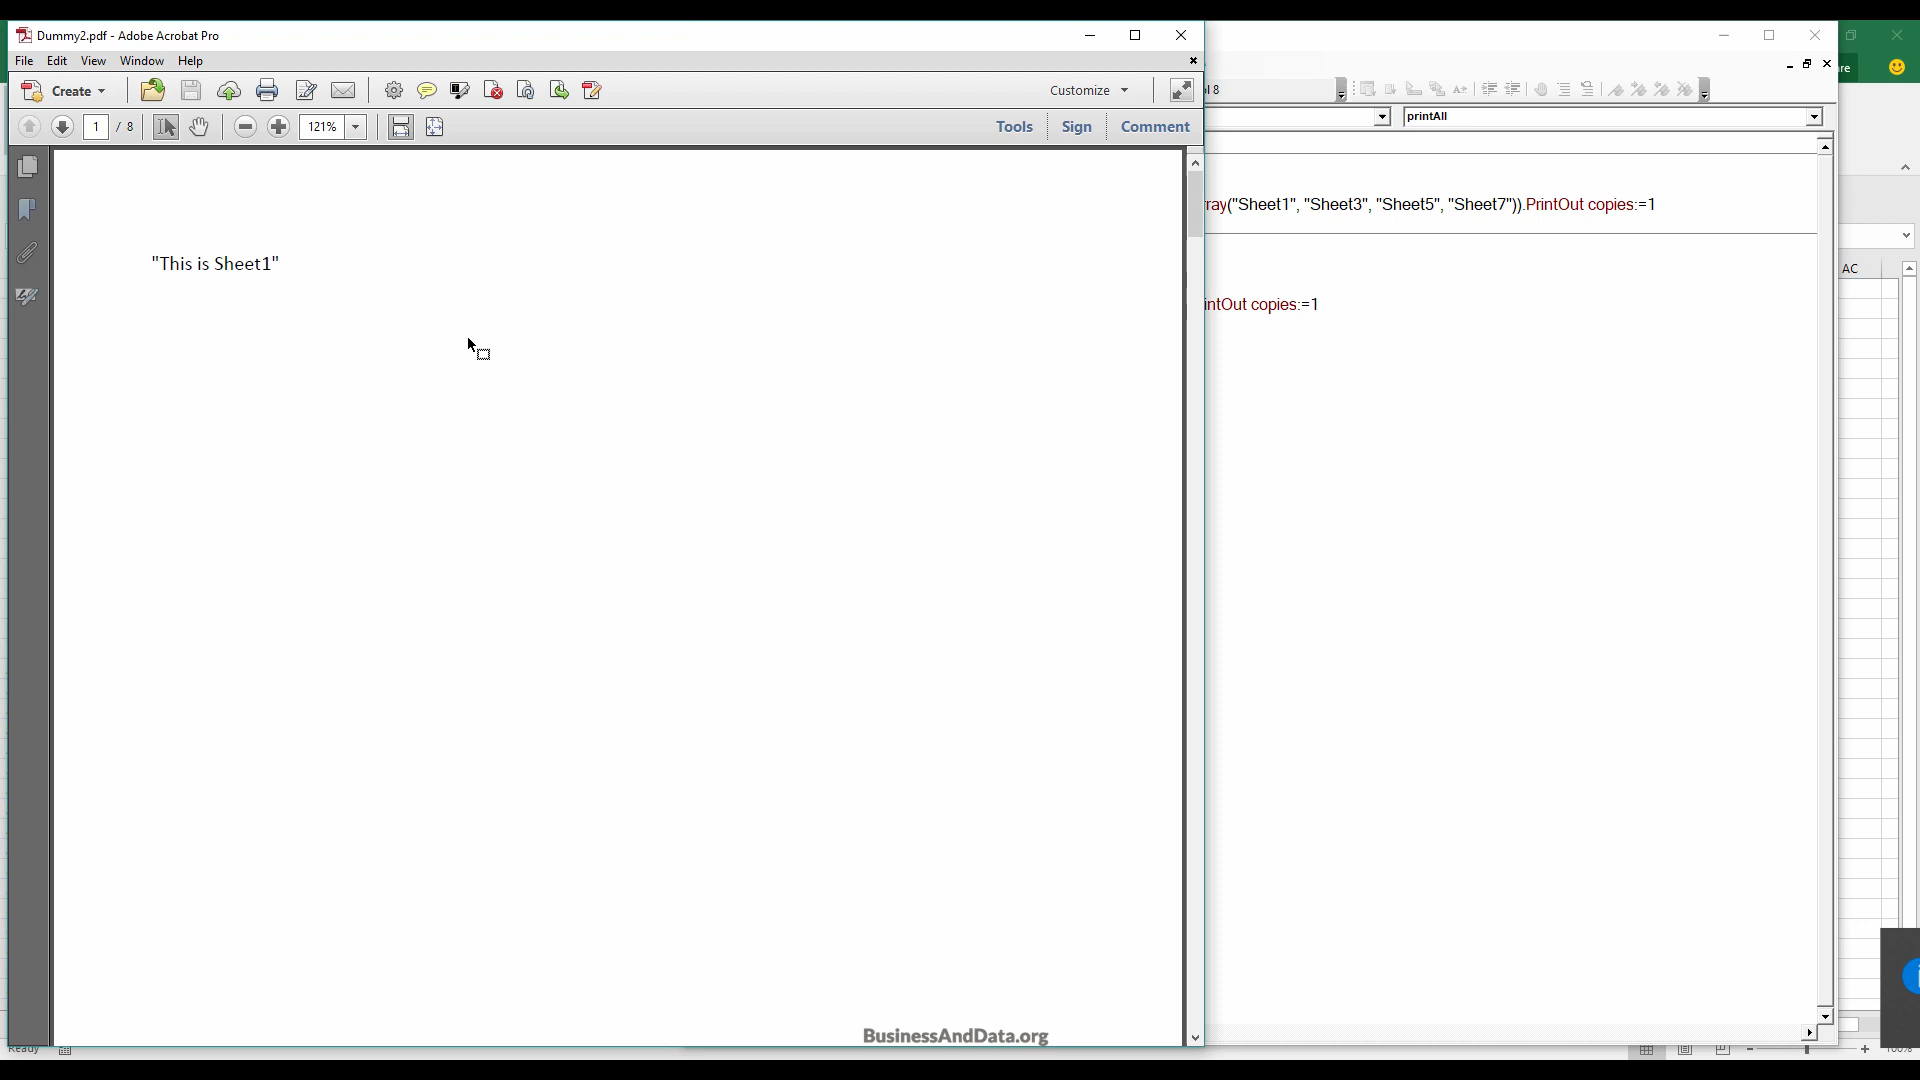 Dummy2.pdf - Adobe Acrobat Pro
File Edit View Window Help
Create
Customize
1 / 8
121%
Tools Sign Comment
"This is Sheet1"
printAll
ray("Sheet1", "Sheet3", "Sheet5", "Sheet7")).PrintOut copies:=1
intOut copies:=1
AC
BusinessAndData.org
Ready
100%